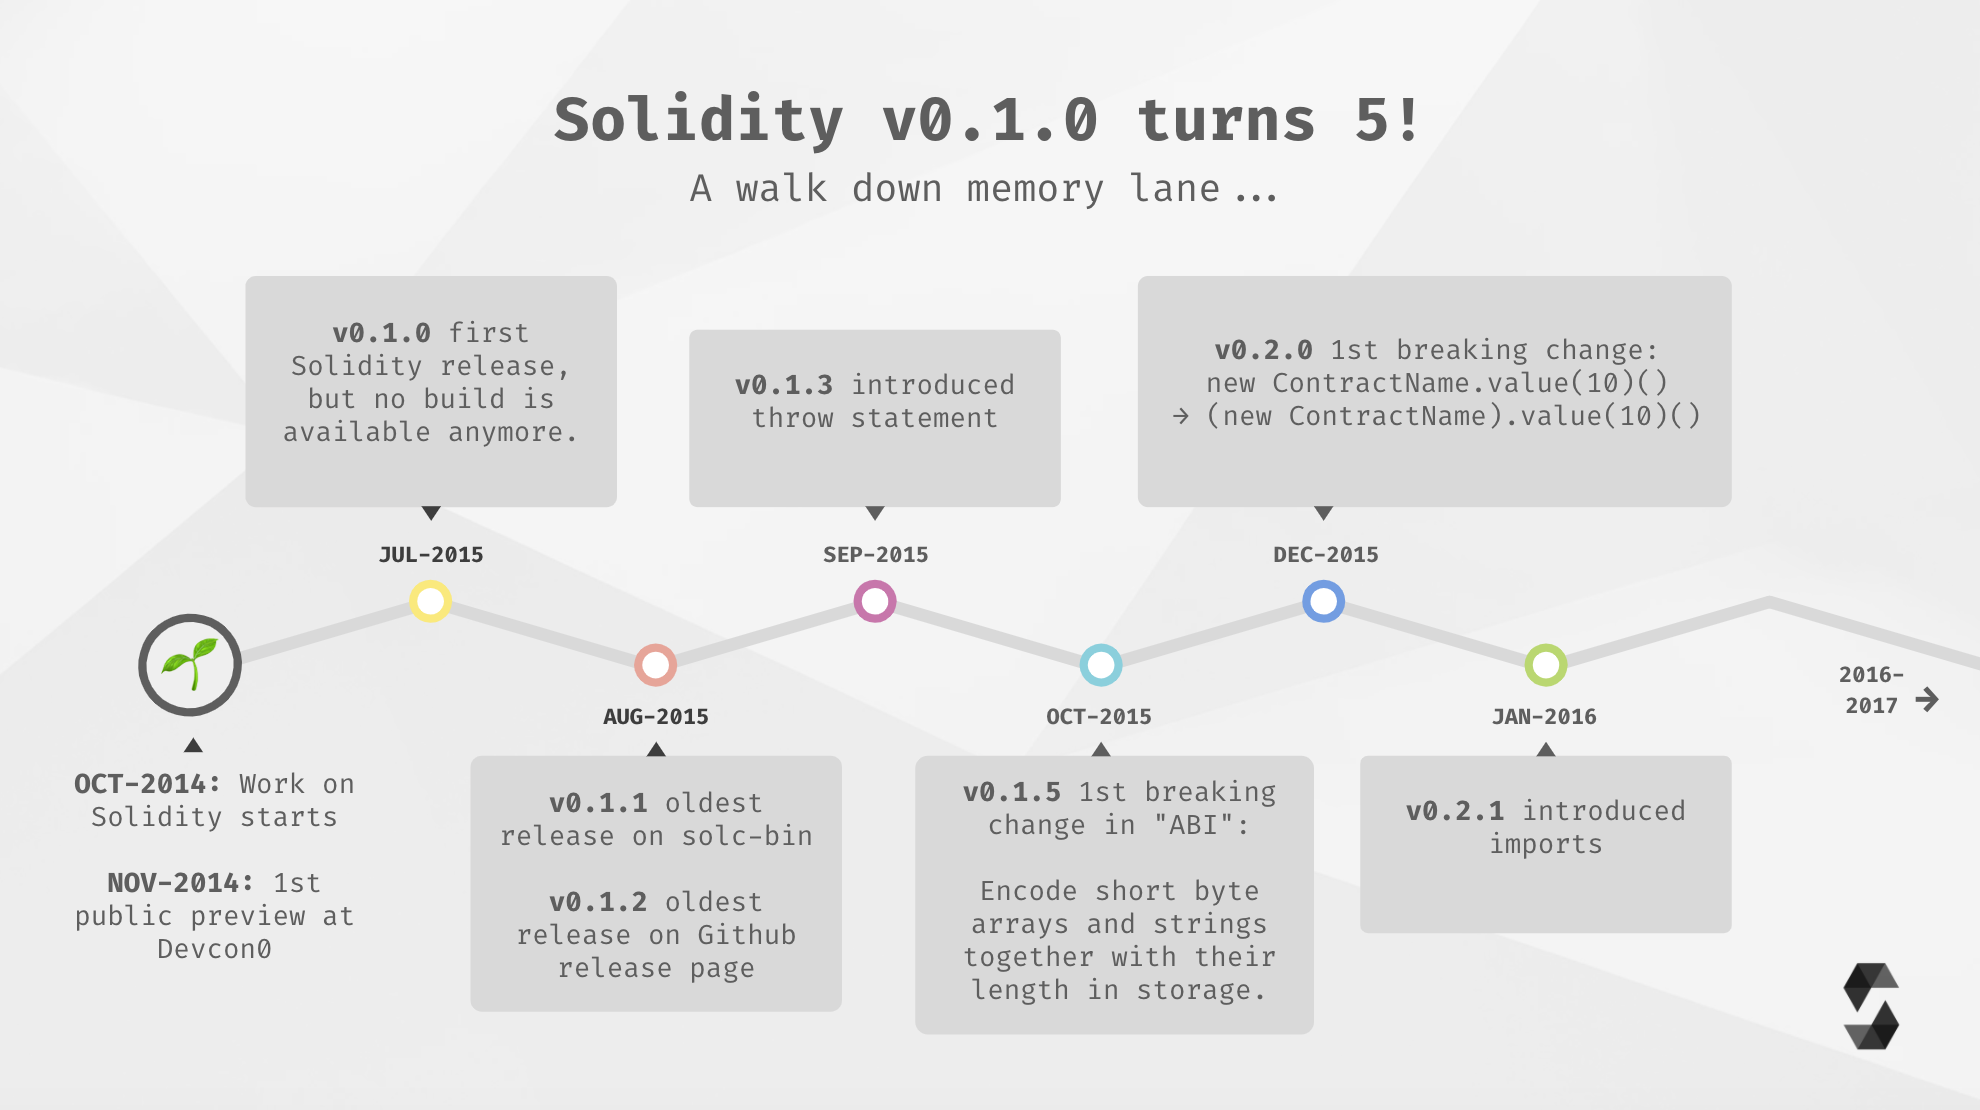 Solidity v0.1.0 turns 5!
A walk down memory lane...
v0.1.0 first
Solidity release,
but no build is
available anymore.
JUL-2015
v0.1.3 introduced
throw statement
SEP-2015
v0.2.0 1st breaking change:
new ContractName.value(10)()
→ (new ContractName).value(10)()
DEC-2015
OCT-2014: Work on
Solidity starts
NOV-2014: 1st
public preview at
Devcon0
AUG-2015
v0.1.1 oldest
release on solc-bin
v0.1.2 oldest
release on Github
release page
OCT-2015
v0.1.5 1st breaking
change in "ABI":
Encode short byte
arrays and strings
together with their
length in storage.
JAN-2016
v0.2.1 introduced
imports
2016-
2017 →